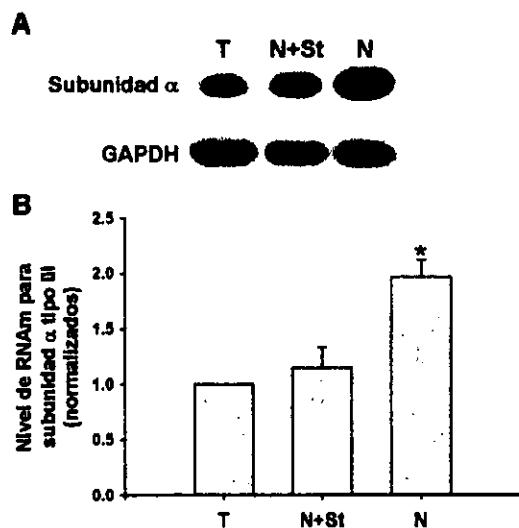 A
T N+St N
Subunidad α
GAPDH
B
Nivel de RNAm para
subunidad α tipo III
(normalizados)
2.5
2.0
1.5
1.0
0.5
0.0
*
T N+St N